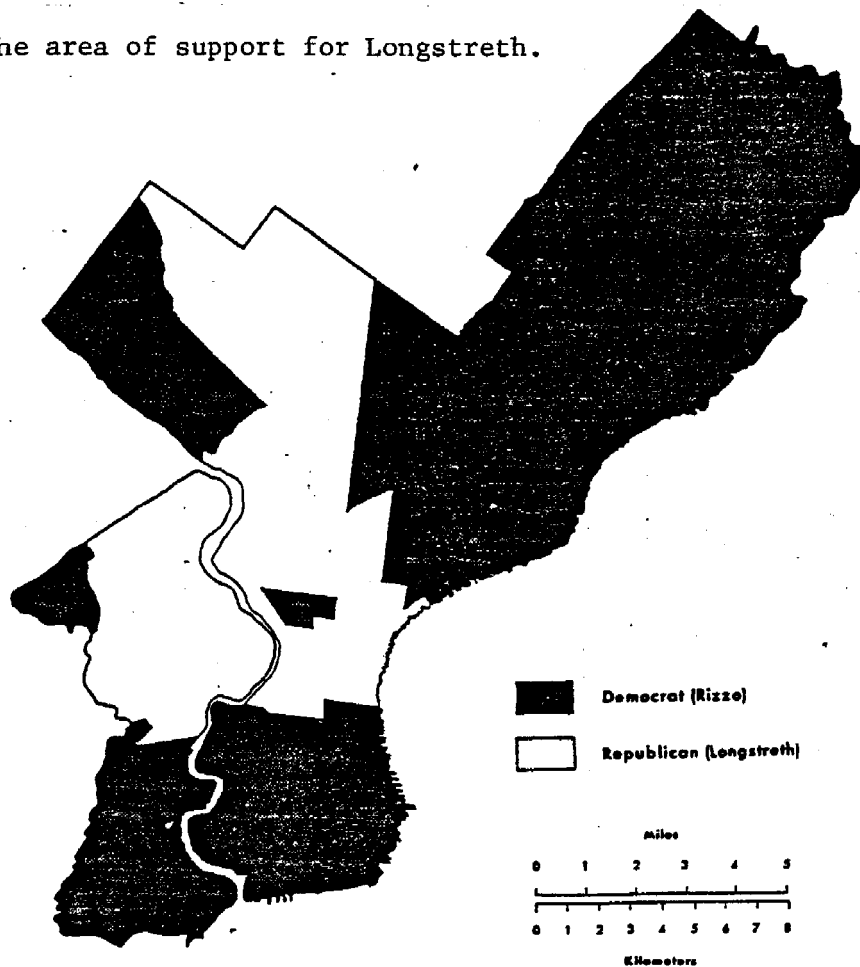 he area of support for Longstreth.
Democrat (Rizzo)
Republican (Longstreth)
Miles
0 1 2 3 4 5
0 1 2 3 4 5 6 7 8
Kilometers